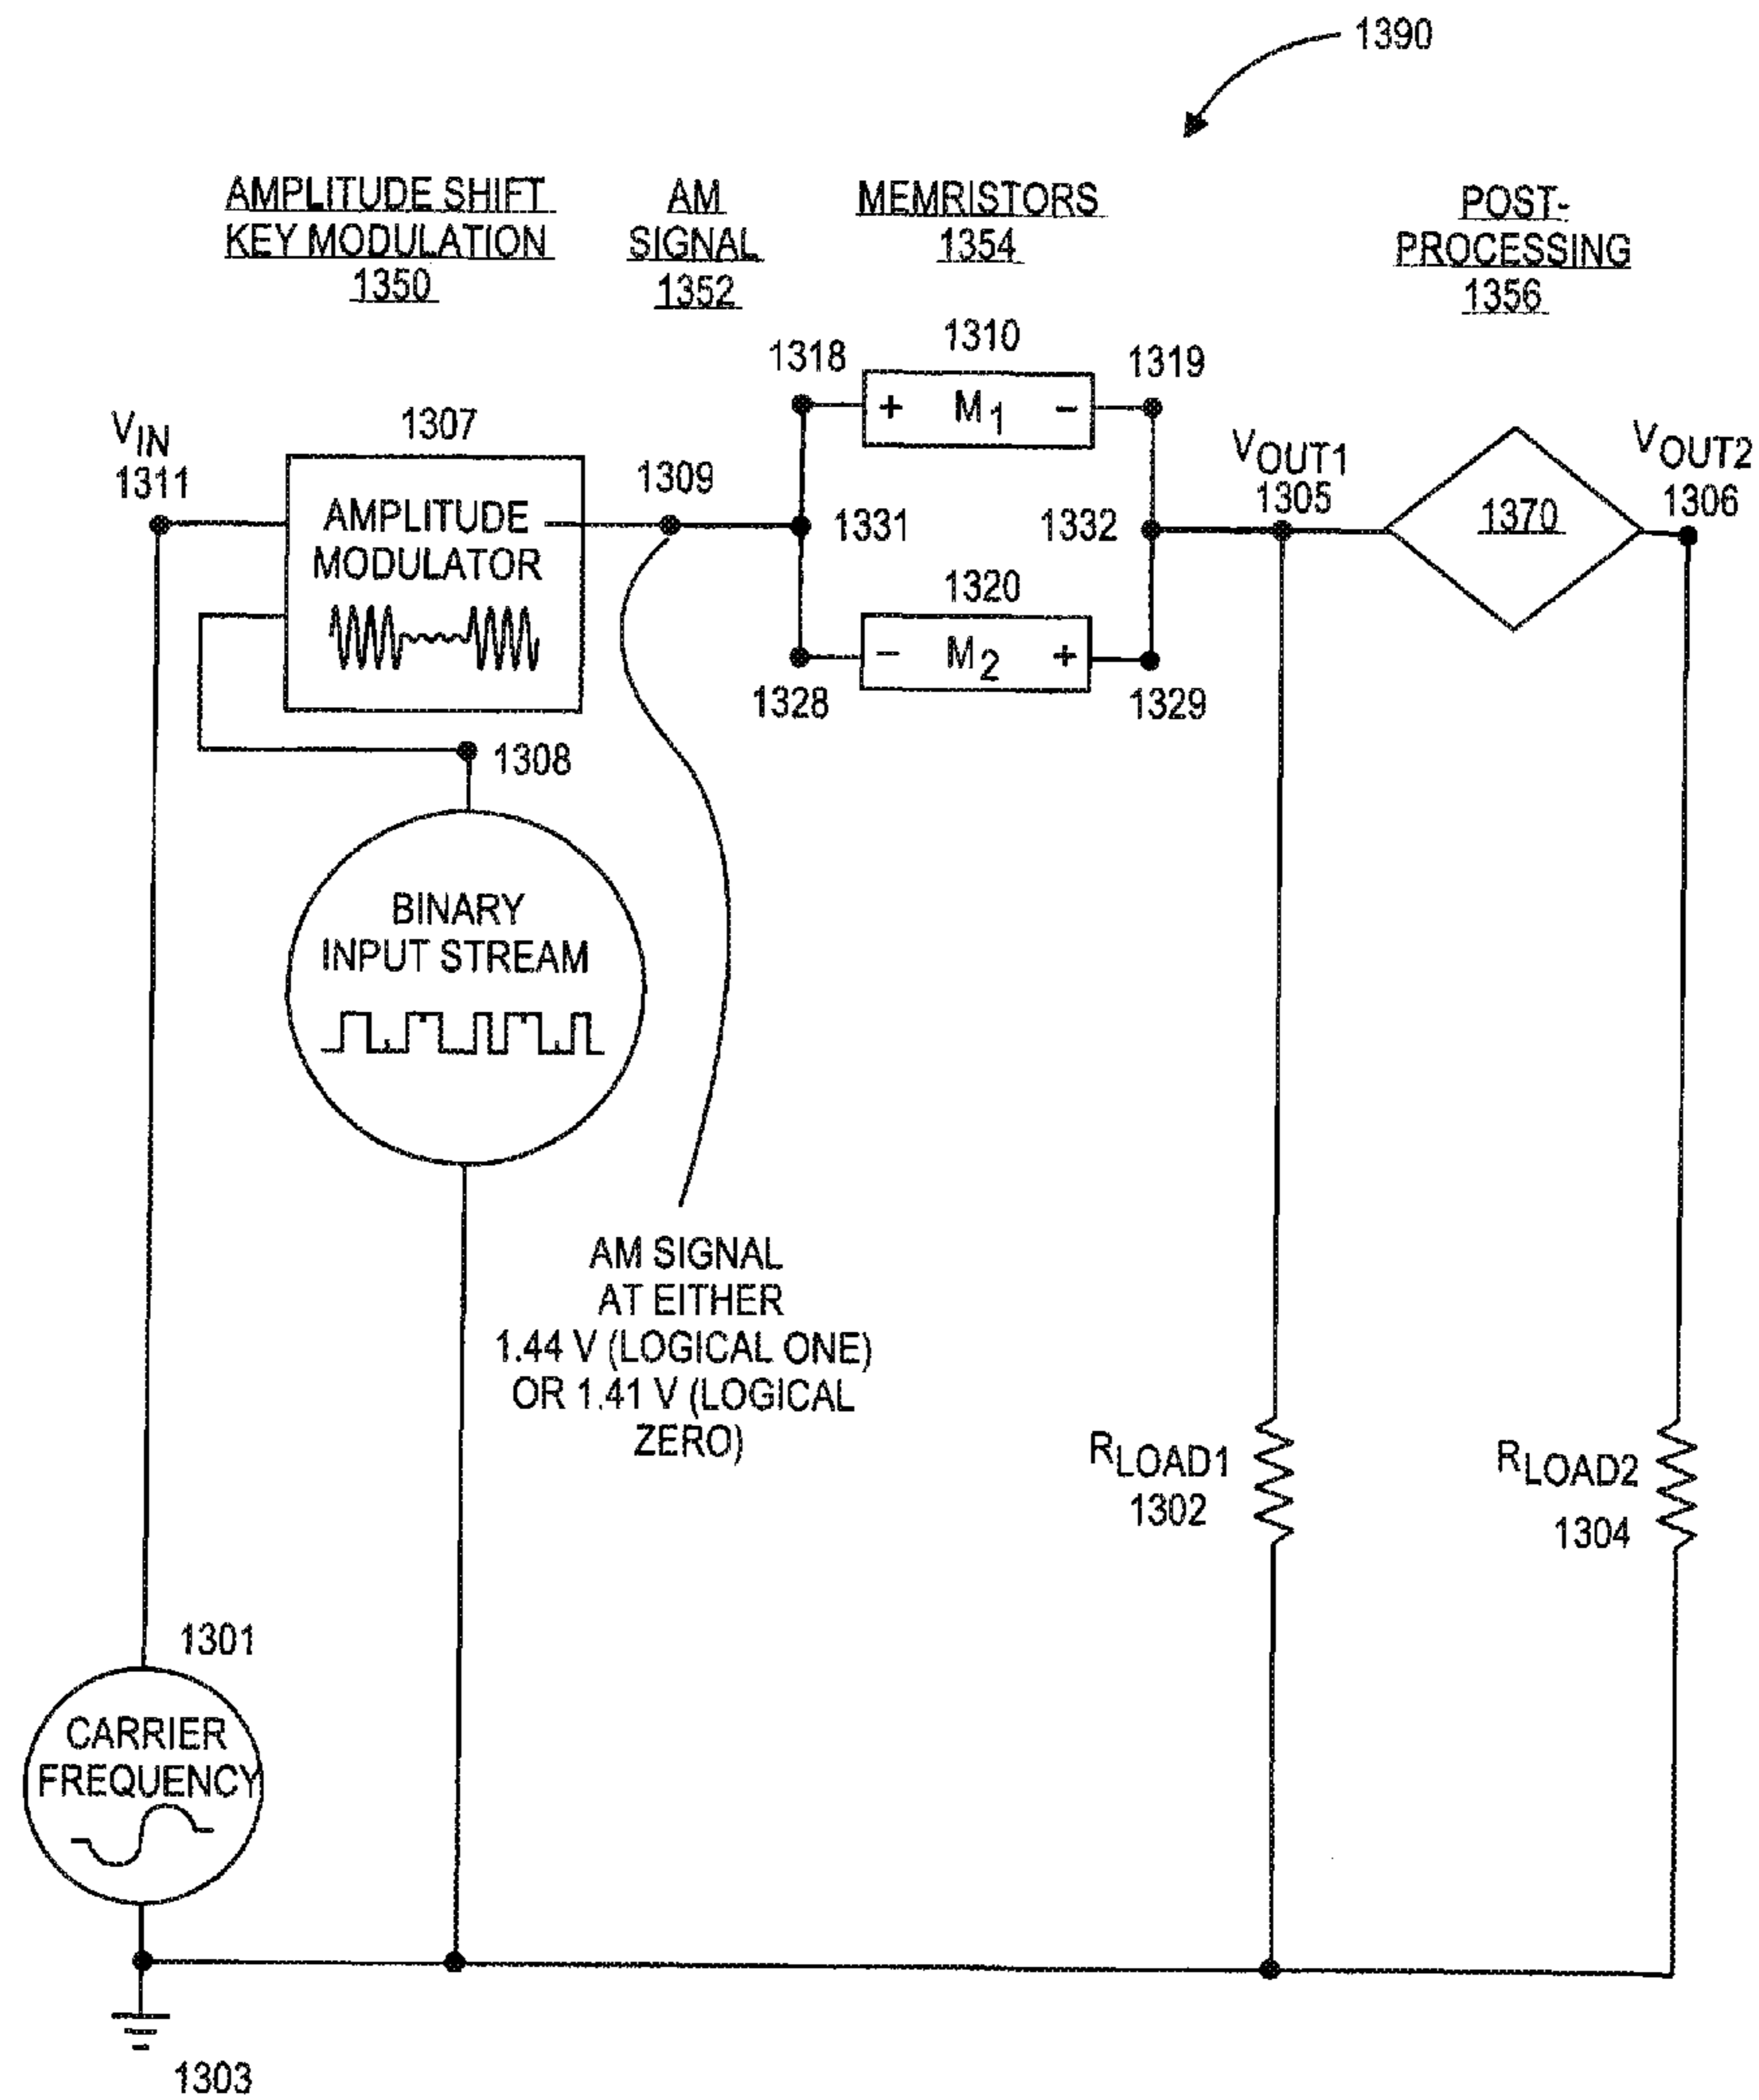 1390
AMPLITUDE SHIFT
KEY MODULATION
1350
AM
SIGNAL
1352
MEMRISTORS
1354
POST-
PROCESSING
1356
1318
1310
1319
+ M1 -
VIN
1311
1307
AMPLITUDE
MODULATOR
1309
1331
1332
VOUT1
1305
1370
VOUT2
1306
1320
- M2 +
1328
1329
1308
BINARY
INPUT STREAM
AM SIGNAL
AT EITHER
1.44 V (LOGICAL ONE)
OR 1.41 V (LOGICAL
ZERO)
RLOAD1
1302
RLOAD2
1304
1301
CARRIER
FREQUENCY
1303